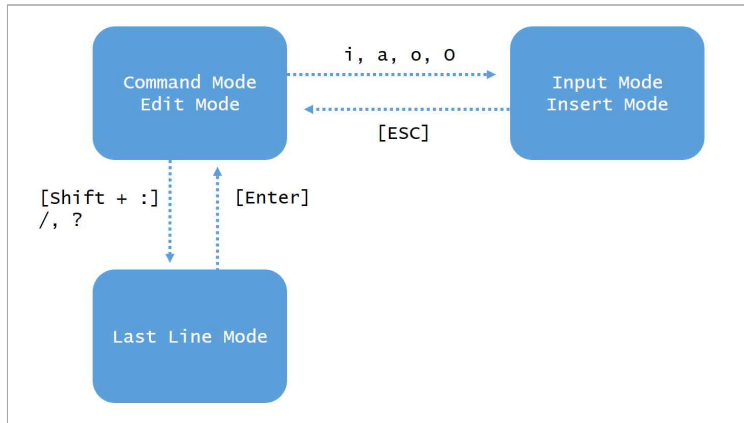 Command Mode
Edit Mode
i, a, o, O
[ESC]
Input Mode
Insert Mode
[Shift + :]
/, ?
[Enter]
Last Line Mode